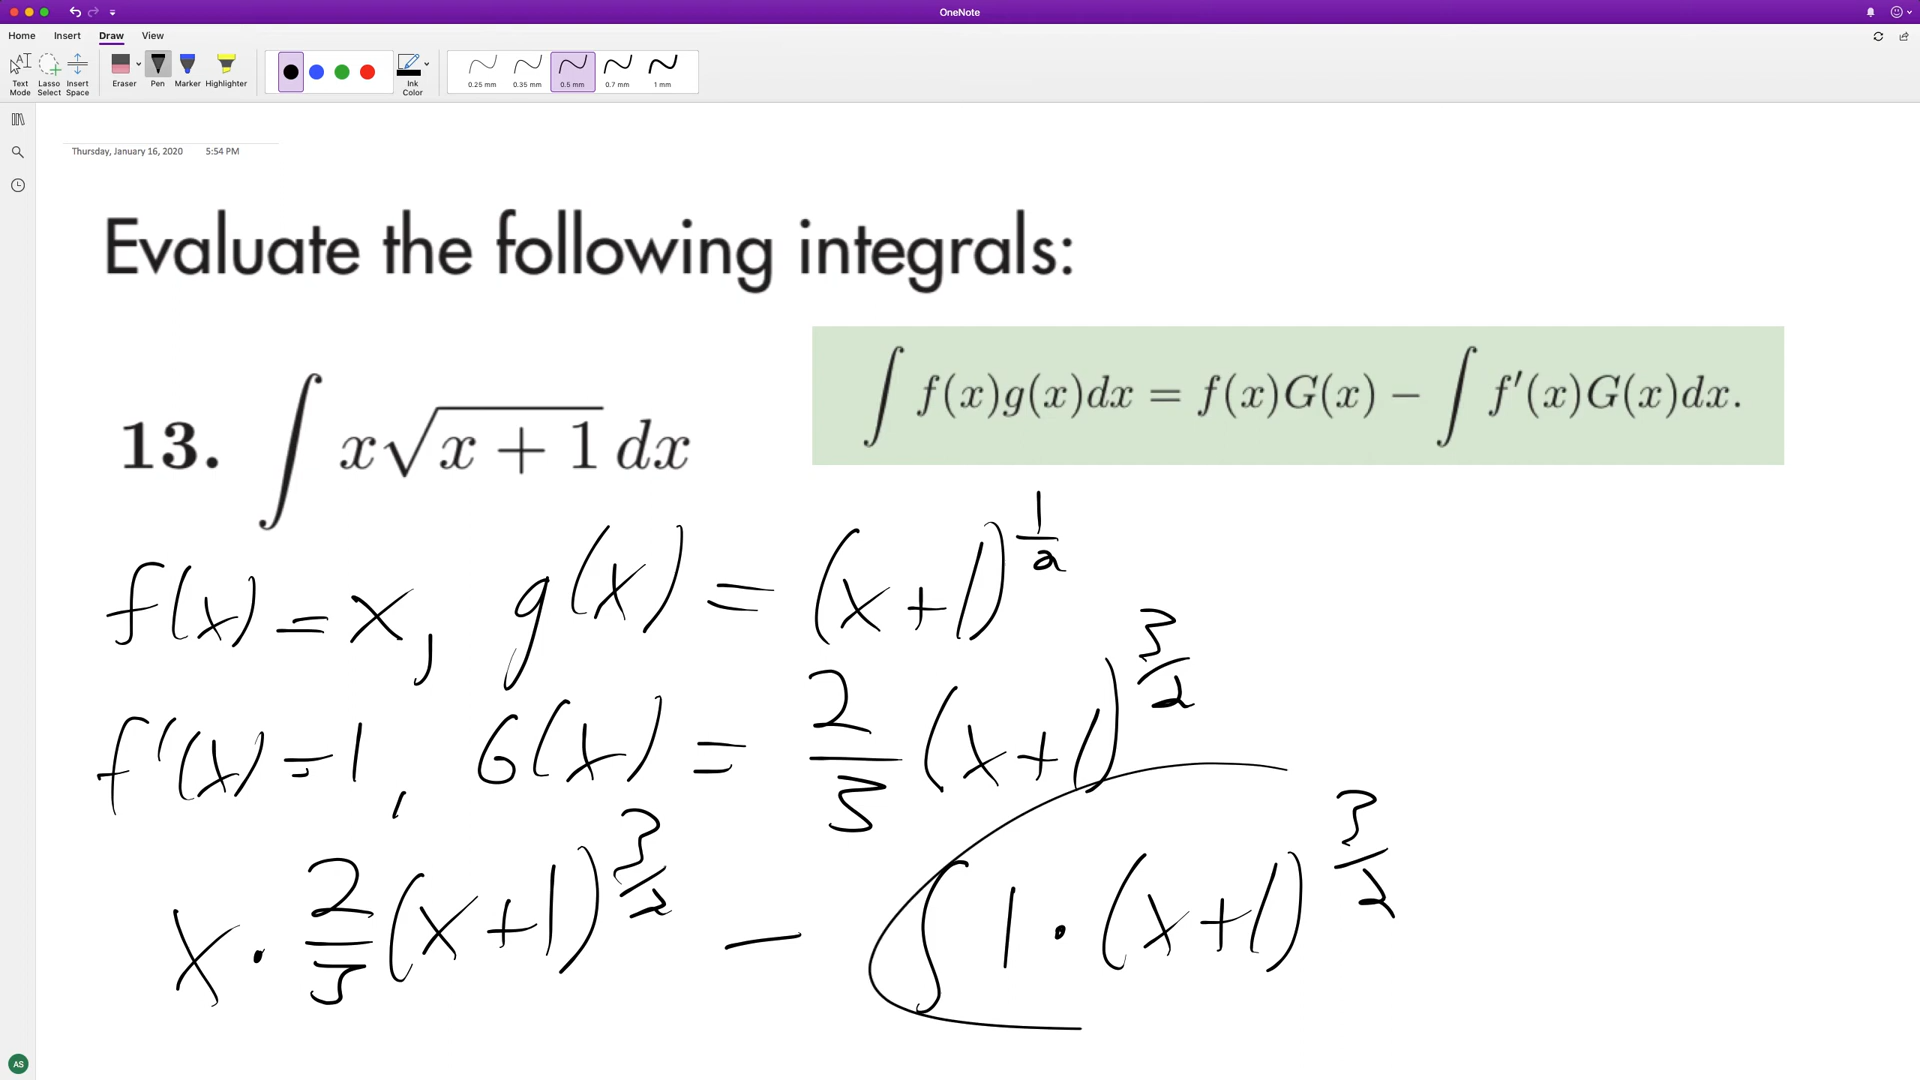 OneNote
Home Insert Draw View
Text Mode Lasso Select Insert Space Eraser Pen Marker Highlighter Ink Color 0.25 mm 0.35 mm 0.5 mm 0.7 mm 1 mm
Thursday, January 16, 2020 5:54 PM
Evaluate the following integrals:
∫ f(x)g(x)dx = f(x)G(x) − ∫ f′(x)G(x)dx.
13. ∫ x√(x + 1) dx
f(x) = x, g(x) = (x+1)^(1/2)
f'(x) = 1, G(x) = 2/3 (x+1)^(3/2)
x · 2/3 (x+1)^(3/2) − ∫ 1 · (x+1)^(3/2)
AS